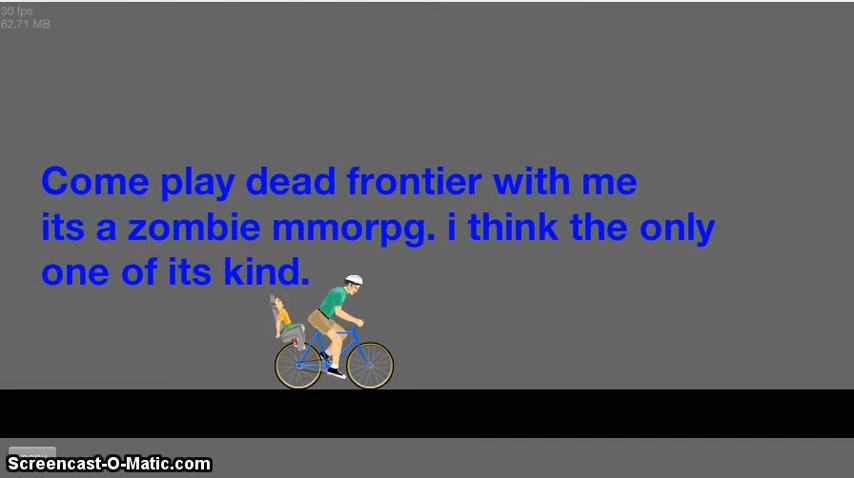 30 fps
62.71 MB
Come play dead frontier with me
its a zombie mmorpg. i think the only
one of its kind.
Screencast-O-Matic.com